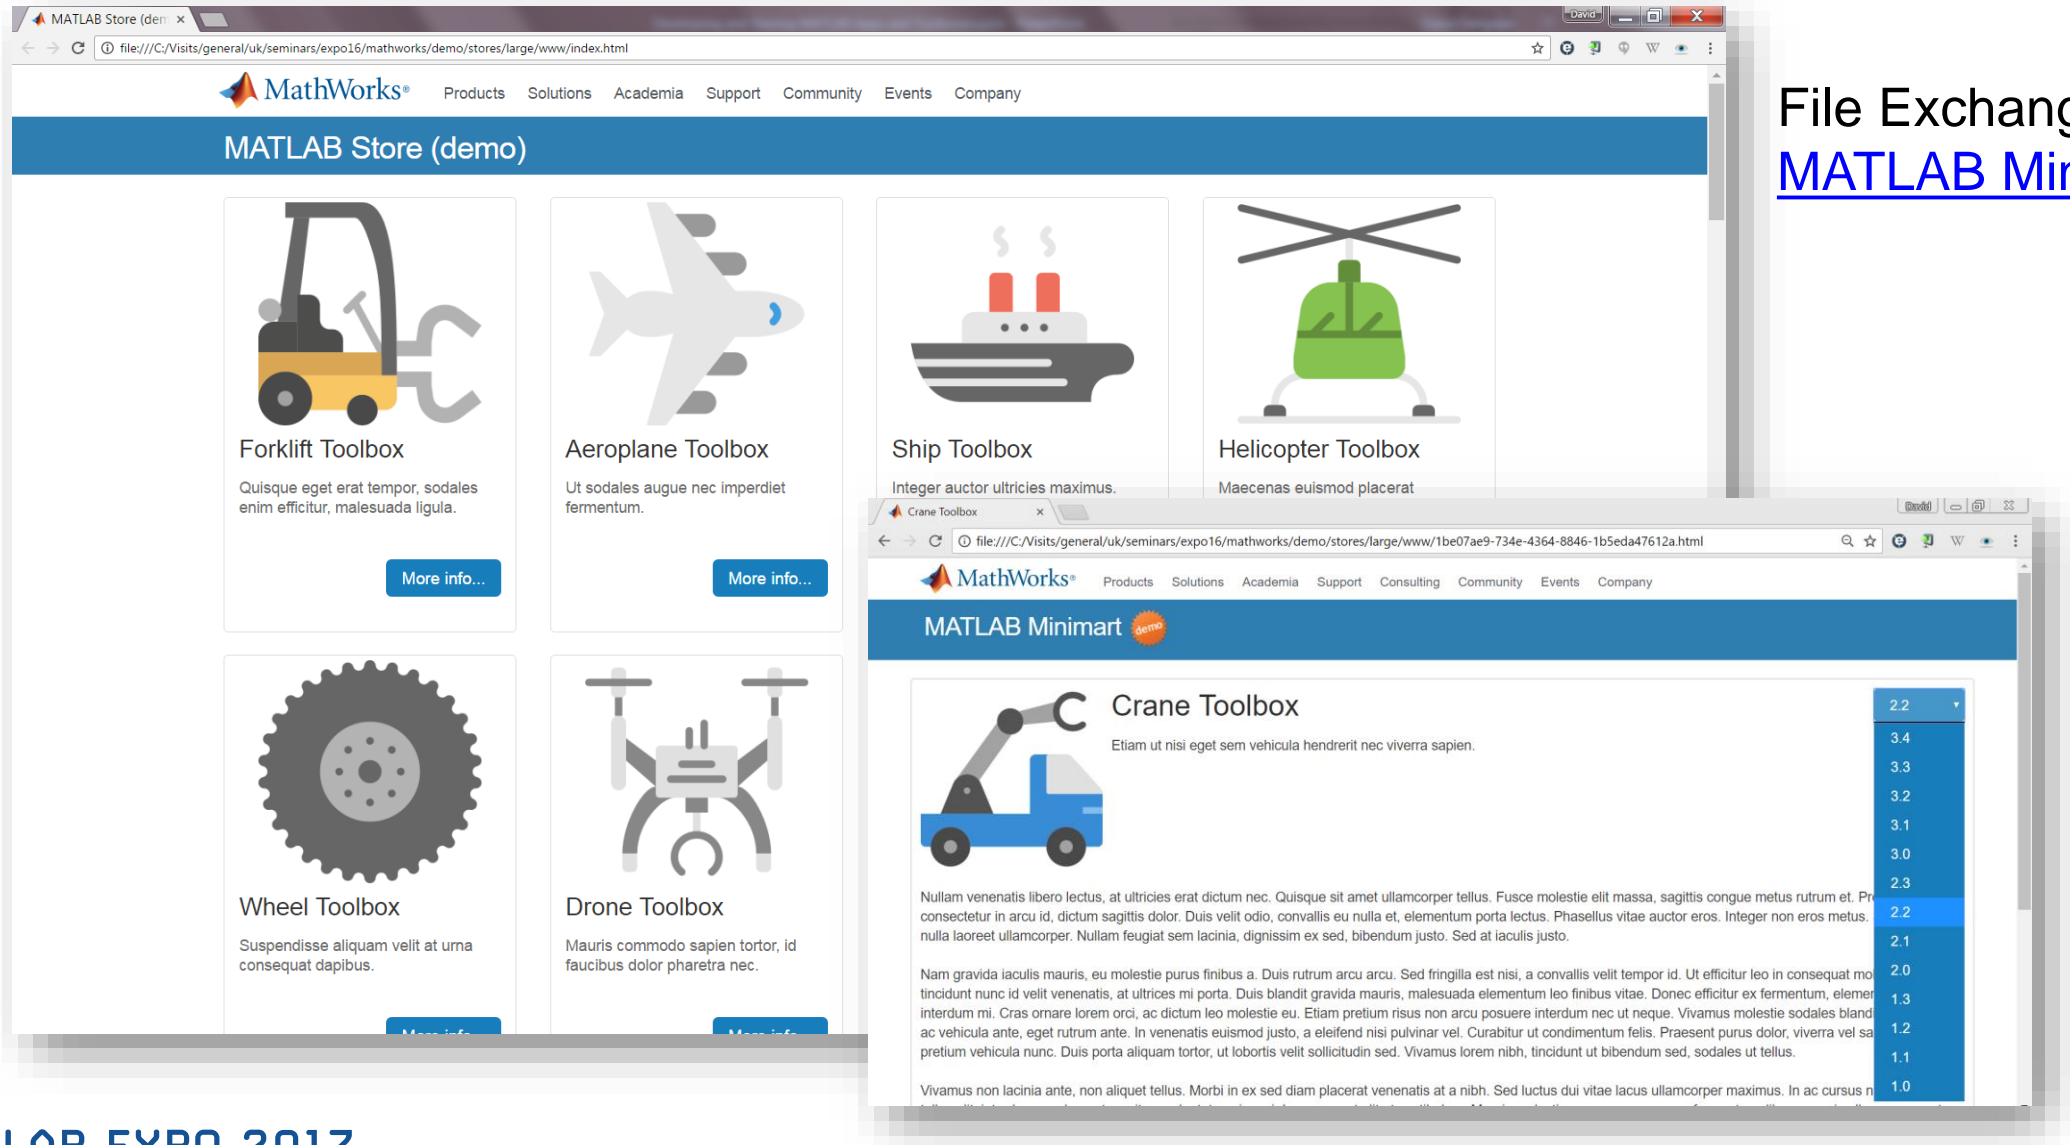 MATLAB Store (dem
David
file:///C:/Visits/general/uk/seminars/expo16/mathworks/demo/stores/large/www/index.html
MathWorks®
Products Solutions Academia Support Community Events Company
MATLAB Store (demo)
File Exchang
MATLAB Min
Forklift Toolbox
Quisque eget erat tempor, sodales
enim efficitur, malesuada ligula.
More info...
Aeroplane Toolbox
Ut sodales augue nec imperdiet
fermentum.
More info...
Ship Toolbox
Integer auctor ultricies maximus.
Helicopter Toolbox
Maecenas euismod placerat
Wheel Toolbox
Suspendisse aliquam velit at urna
consequat dapibus.
More info...
Drone Toolbox
Mauris commodo sapien tortor, id
faucibus dolor pharetra nec.
More info...
Crane Toolbox
David
file:///C:/Visits/general/uk/seminars/expo16/mathworks/demo/stores/large/www/1be07ae9-734e-4364-8846-1b5eda47612a.html
MathWorks®
Products Solutions Academia Support Consulting Community Events Company
MATLAB Minimart
demo
Crane Toolbox
Etiam ut nisi eget sem vehicula hendrerit nec viverra sapien.
2.2
3.4
3.3
3.2
3.1
3.0
2.3
2.2
2.1
2.0
1.3
1.2
1.1
1.0
Nullam venenatis libero lectus, at ultricies erat dictum nec. Quisque sit amet ullamcorper tellus. Fusce molestie elit massa, sagittis congue metus rutrum et. Pr
consectetur in arcu id, dictum sagittis dolor. Duis velit odio, convallis eu nulla et, elementum porta lectus. Phasellus vitae auctor eros. Integer non eros metus.
nulla laoreet ullamcorper. Nullam feugiat sem lacinia, dignissim ex sed, bibendum justo. Sed at iaculis justo.
Nam gravida iaculis mauris, eu molestie purus finibus a. Duis rutrum arcu arcu. Sed fringilla est nisi, a convallis velit tempor id. Ut efficitur leo in consequat mo
tincidunt nunc id velit venenatis, at ultrices mi porta. Duis blandit gravida mauris, malesuada elementum leo finibus vitae. Donec efficitur ex fermentum, elemen
interdum mi. Cras ornare lorem orci, ac dictum leo molestie eu. Etiam pretium risus non arcu posuere interdum nec ut neque. Vivamus molestie sodales bland
ac vehicula ante, eget rutrum ante. In venenatis euismod justo, a eleifend nisi pulvinar vel. Curabitur ut condimentum felis. Praesent purus dolor, viverra vel sa
pretium vehicula nunc. Duis porta aliquam tortor, ut lobortis velit sollicitudin sed. Vivamus lorem nibh, tincidunt ut bibendum sed, sodales ut tellus.
Vivamus non lacinia ante, non aliquet tellus. Morbi in ex sed diam placerat venenatis at a nibh. Sed luctus dui vitae lacus ullamcorper maximus. In ac cursus n
LAB EXPO 2017